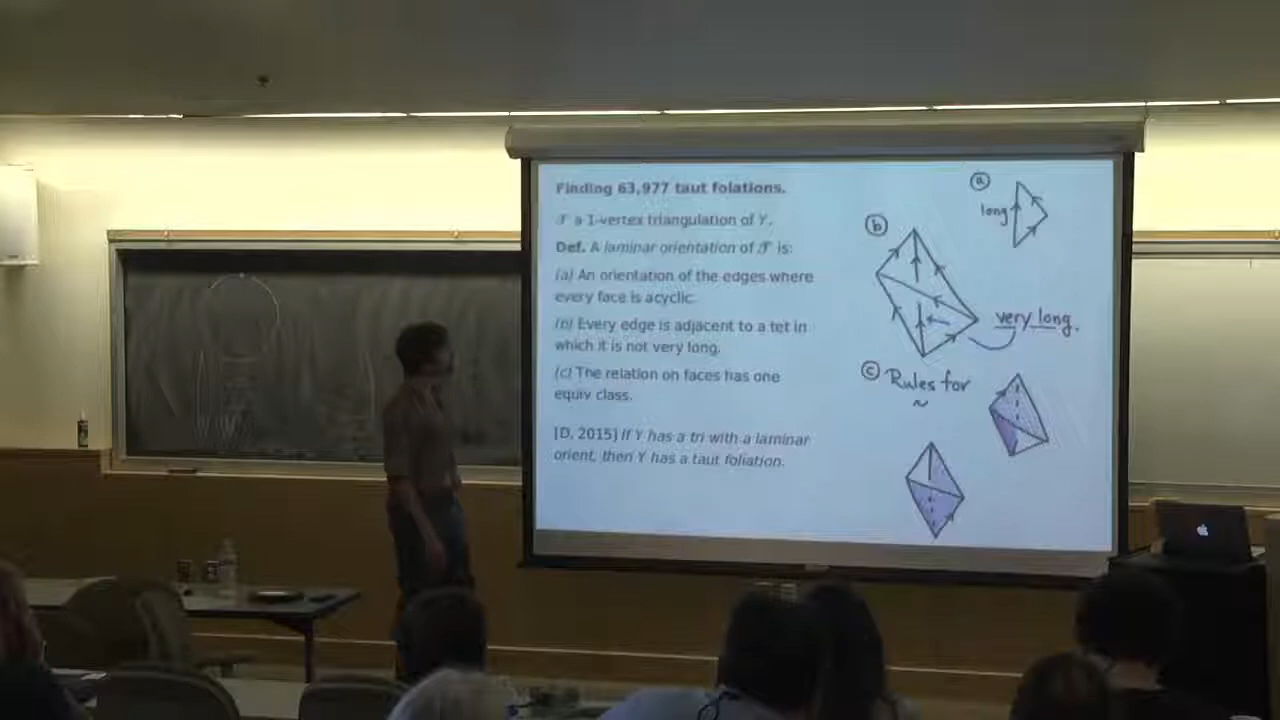 Finding 63,977 taut folations.
𝒯 a 1-vertex triangulation of Y.
Def. A laminar orientation of 𝒯 is:
(a) An orientation of the edges where
every face is acyclic.
(b) Every edge is adjacent to a tet in
which it is not very long.
(c) The relation on faces has one
equiv class.
[D, 2015] If Y has a tri with a laminar
orient, then Y has a taut foliation.
ⓐ
long
ⓑ
very long.
ⓒ Rules for
~